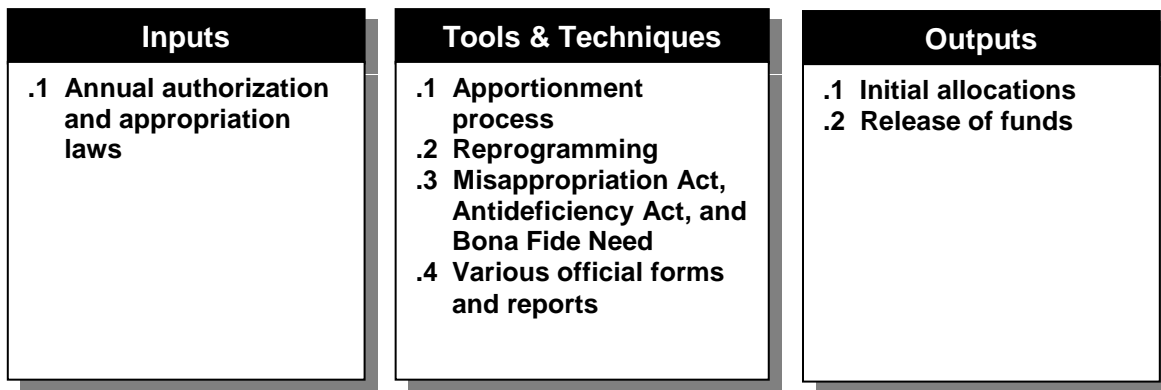 Inputs
.1 Annual authorization
and appropriation
laws
Tools & Techniques
.1 Apportionment
process
.2 Reprogramming
.3 Misappropriation Act,
Antideficiency Act, and
Bona Fide Need
.4 Various official forms
and reports
Outputs
.1 Initial allocations
.2 Release of funds